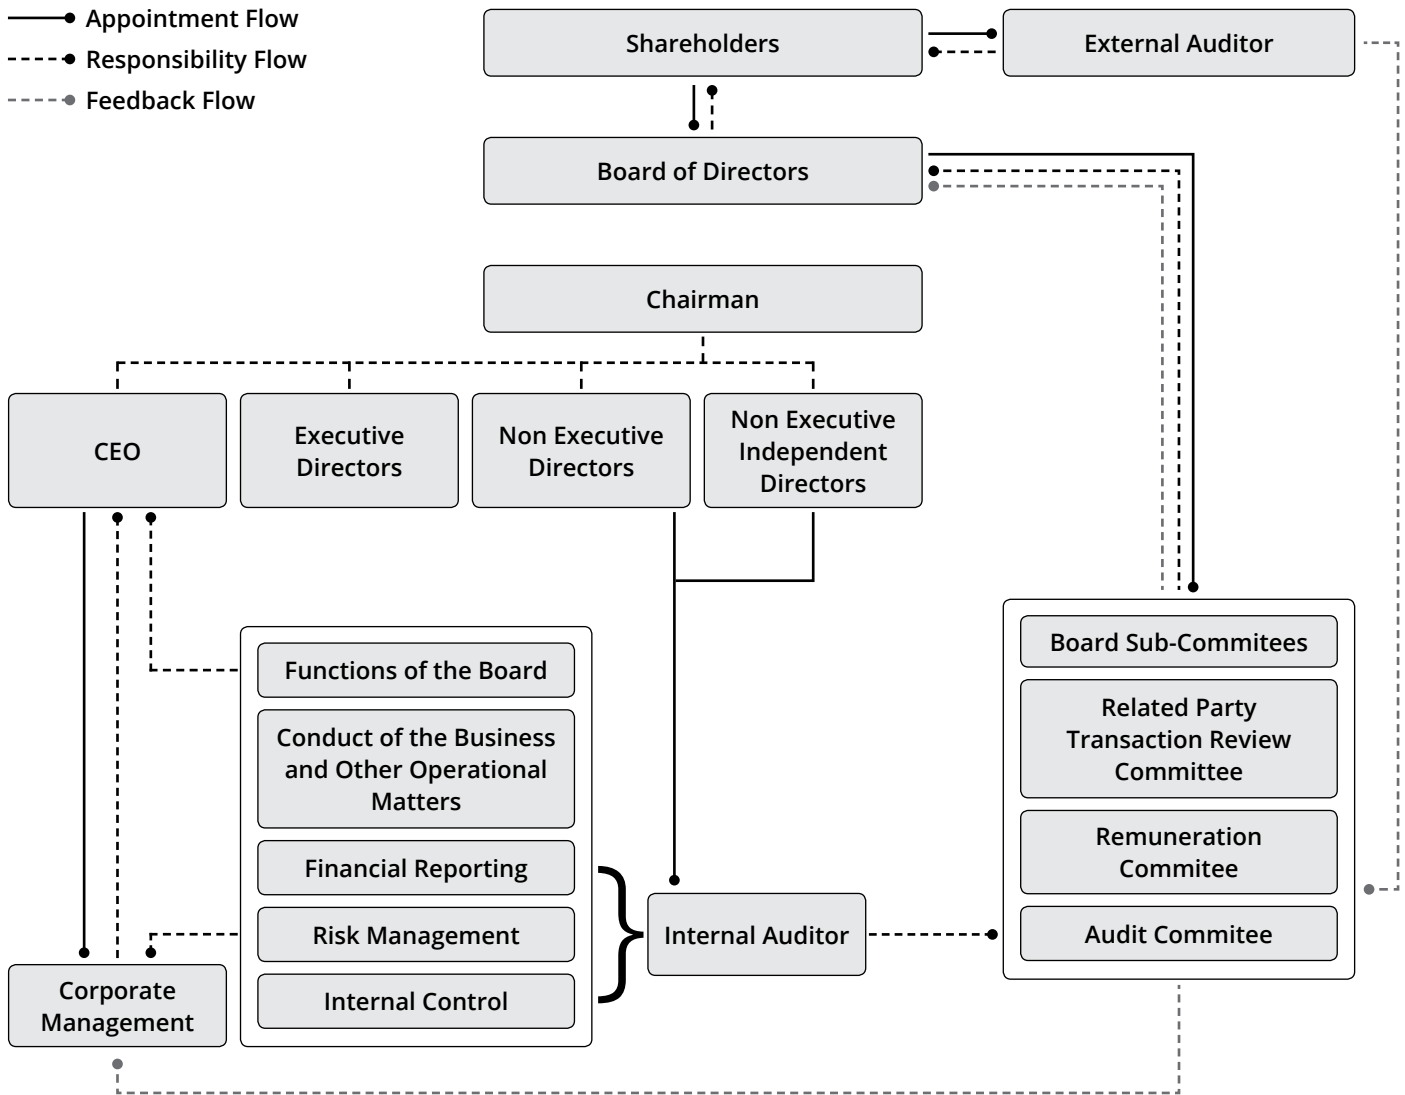 Appointment Flow
Responsibility Flow
Feedback Flow
Shareholders
External Auditor
Board of Directors
Chairman
CEO
Executive
Directors
Non Executive
Directors
Non Executive
Independent
Directors
Functions of the Board
Conduct of the Business
and Other Operational
Matters
Financial Reporting
Risk Management
Internal Control
Corporate
Management
Internal Auditor
Board Sub-Commitees
Related Party
Transaction Review
Committee
Remuneration
Commitee
Audit Commitee